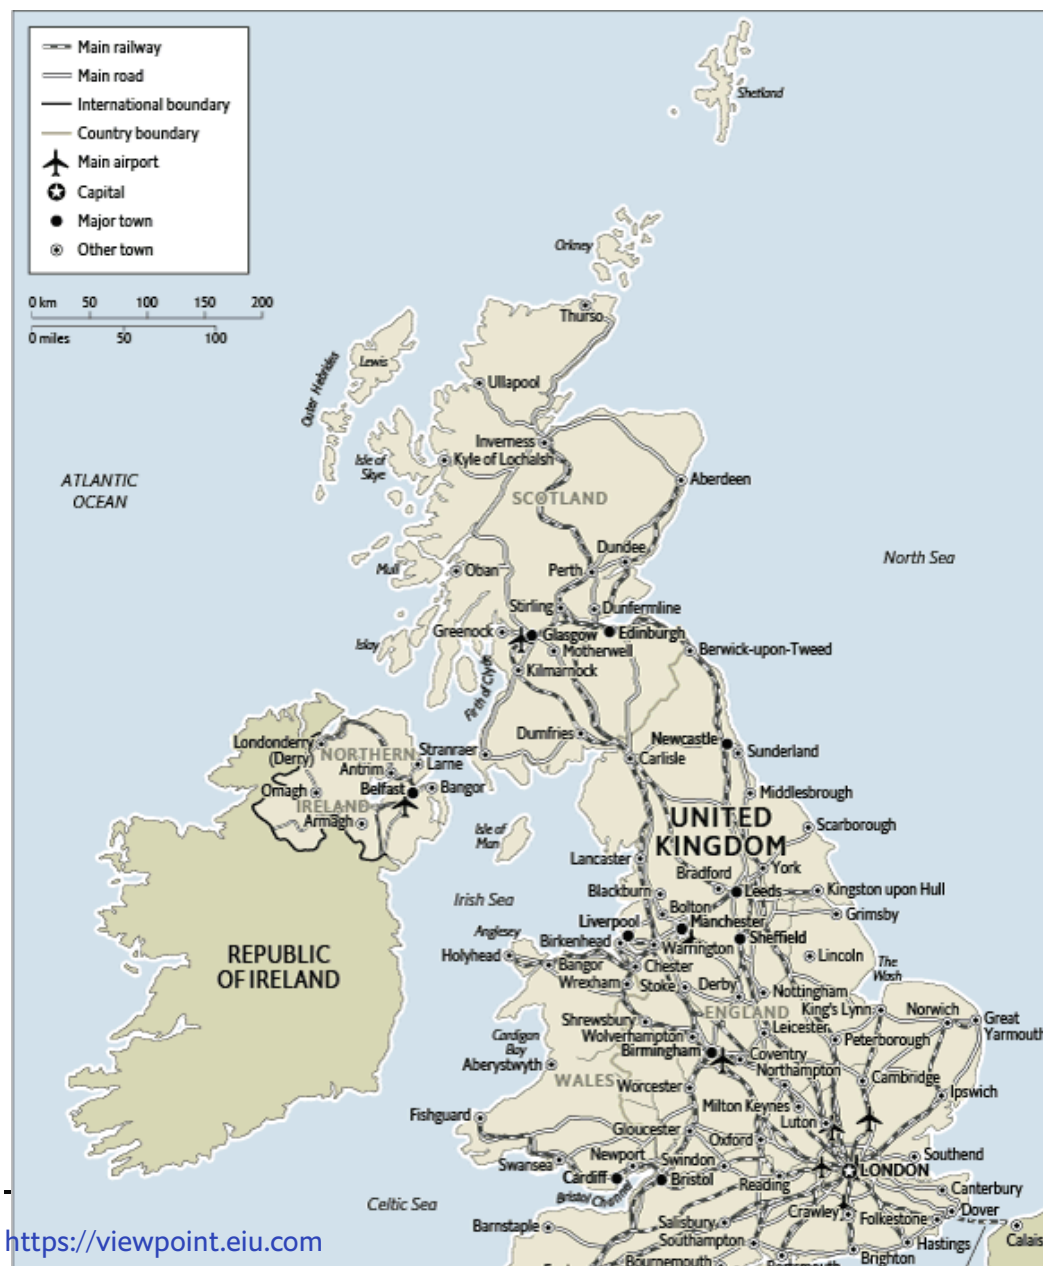 Main railway
Main road
International boundary
Country boundary
Main airport
Capital
Major town
Other town
0 km 50 100 150 200
0 miles 50 100
Shetland
Orkney
Thurso
Lewis
Outer Hebrides
Ullapool
Inverness
Isle of
Skye
Kyle of Lochalsh
ATLANTIC
OCEAN
Aberdeen
SCOTLAND
Dundee
North Sea
Mull
Oban
Perth
Stirling
Dunfermline
Greenock
Glasgow
Edinburgh
Islay
Motherwell
Berwick-upon-Tweed
Kilmarnock
Firth of Clyde
Dumfries
Newcastle
Londonderry
(Derry)
NORTHERN
IRELAND
Stranraer
Larne
Carlisle
Sunderland
Antrim
Omagh
Belfast
Bangor
Middlesbrough
Armagh
UNITED
KINGDOM
Scarborough
Isle of
Man
Lancaster
York
Bradford
Leeds
Kingston upon Hull
Blackburn
Irish Sea
Bolton
Grimsby
Liverpool
Manchester
Anglesey
Birkenhead
Warrington
Sheffield
REPUBLIC
OF IRELAND
Holyhead
Bangor
Chester
Lincoln
The
Wash
Wrexham
Stoke
Derby
Nottingham
ENGLAND
King's Lynn
Norwich
Great
Yarmouth
Shrewsbury
Leicester
Cardigan
Bay
Wolverhampton
Peterborough
Birmingham
Coventry
Aberystwyth
Northampton
WALES
Worcester
Cambridge
Ipswich
Milton Keynes
Fishguard
Luton
Gloucester
Oxford
Newport
Swindon
Southend
Swansea
LONDON
Cardiff
Bristol
Reading
Bristol Channel
Canterbury
Celtic Sea
Crawley
Dover
Folkestone
Barnstaple
Salisbury
Calais
https://viewpoint.eiu.com
Southampton
Hastings
Brighton
Bournemouth